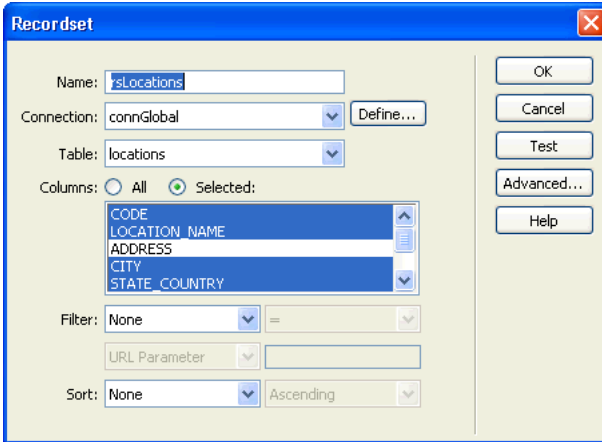 Recordset
Name: rsLocations
OK
Connection: connGlobal Define...
Cancel
Table: locations
Test
Columns: All Selected:
Advanced...
CODE
LOCATION_NAME
ADDRESS
CITY
STATE_COUNTRY
Help
Filter: None =
URL Parameter
Sort: None Ascending